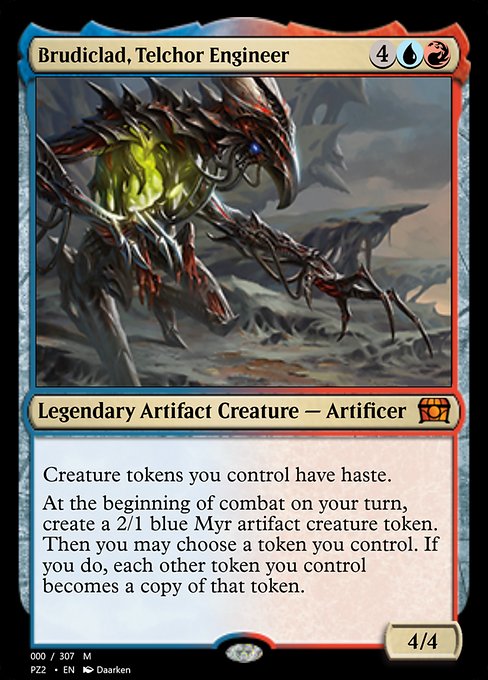 Brudiclad, Telchor Engineer 4
Legendary Artifact Creature — Artificer
Creature tokens you control have haste.
At the beginning of combat on your turn,
create a 2/1 blue Myr artifact creature token.
Then you may choose a token you control. If
you do, each other token you control
becomes a copy of that token.
4/4
000 / 307 M
PZ2 • EN Daarken